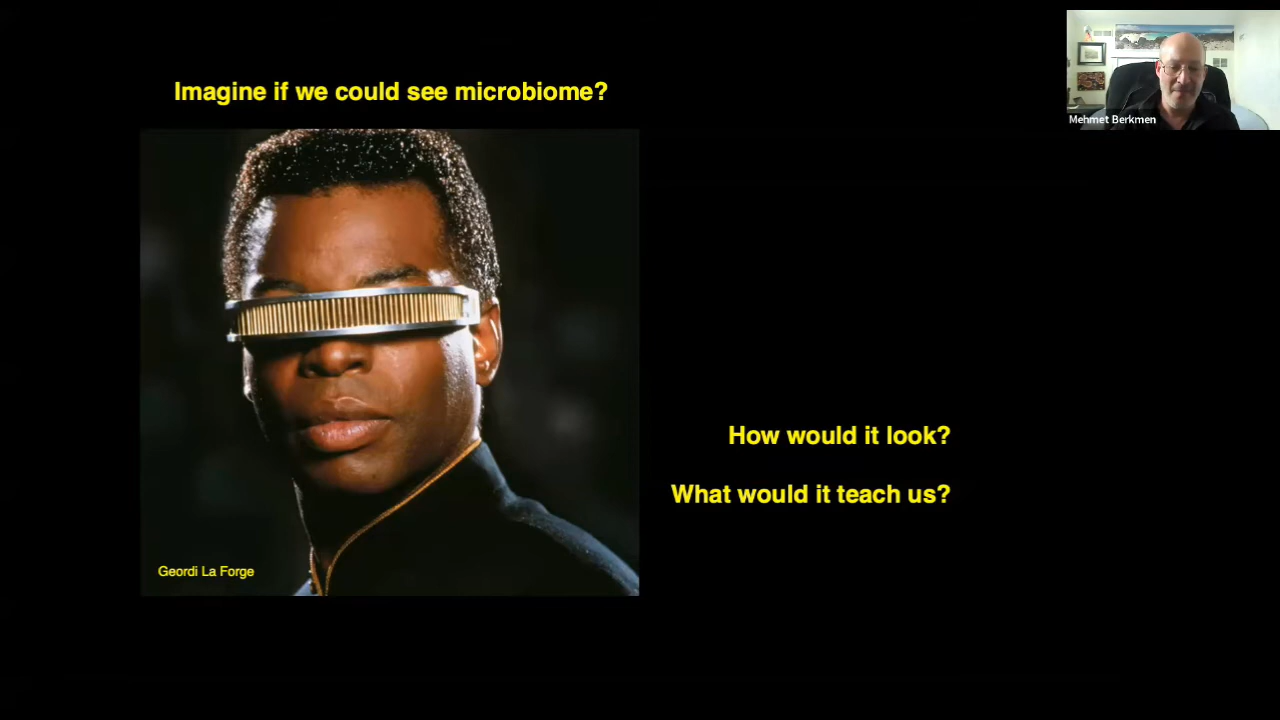 Imagine if we could see microbiome?
Mehmet Berkmen
How would it look?
What would it teach us?
Geordi La Forge